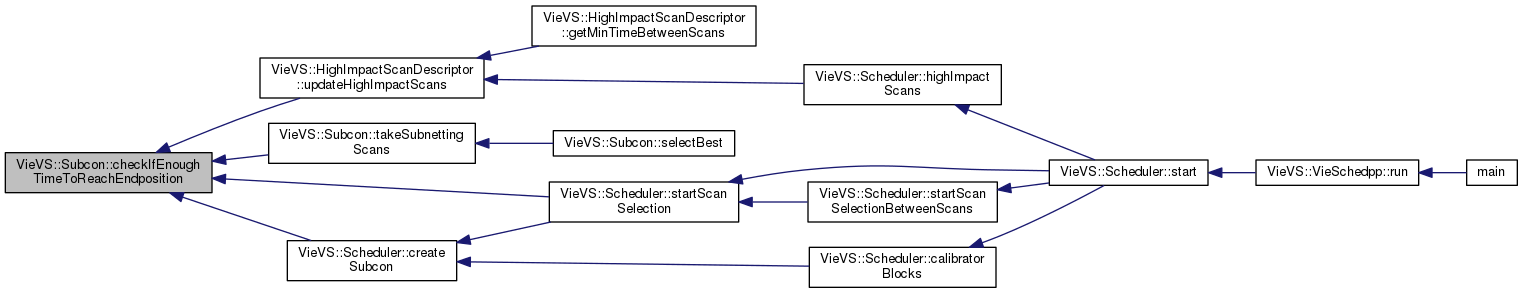 VieVS::HighImpactScanDescriptor
::getMinTimeBetweenScans
VieVS::HighImpactScanDescriptor
::updateHighImpactScans
VieVS::Scheduler::highImpact
Scans
VieVS::Subcon::takeSubnetting
Scans
VieVS::Subcon::selectBest
VieVS::Subcon::checkIfEnough
TimeToReachEndposition
VieVS::Scheduler::start
VieVS::VieSchedpp::run
main
VieVS::Scheduler::startScan
Selection
VieVS::Scheduler::startScan
SelectionBetweenScans
VieVS::Scheduler::create
Subcon
VieVS::Scheduler::calibrator
Blocks